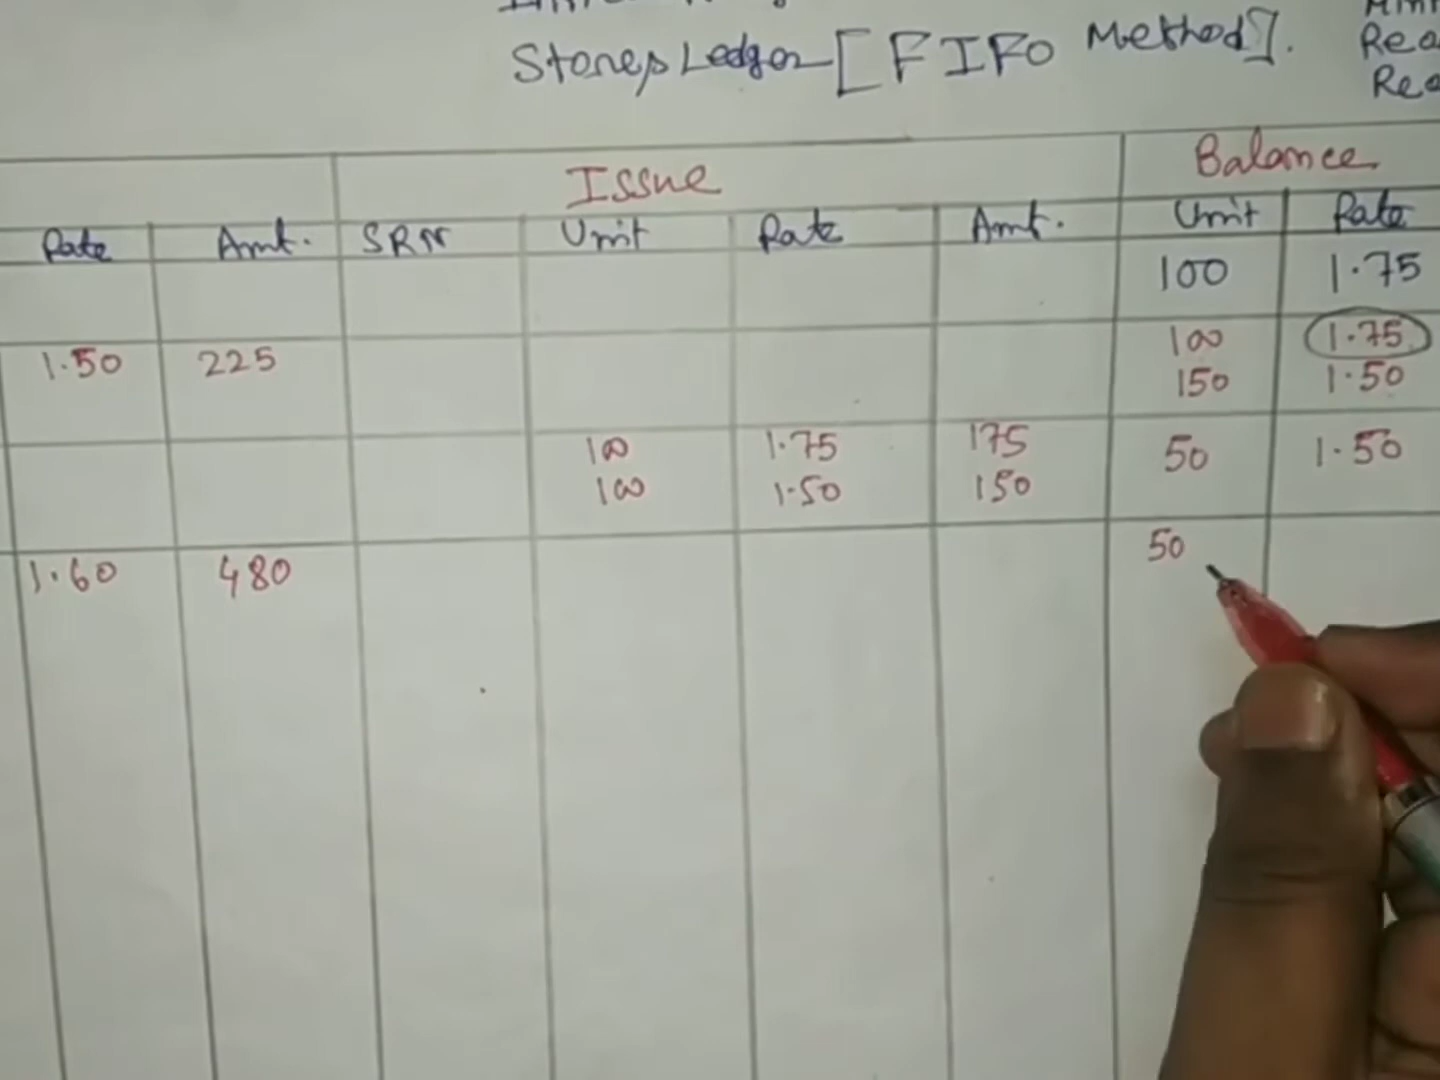 Stores Ledger [FIFO Method].
Rea
Rea
Issue Balance
Rate Amt. SRN Unit Rate Amt. Unit Rate
100 1.75
1.50 225 100 1.75
150 1.50
100 1.75 175 50 1.50
100 1.50 150
1.60 480 50